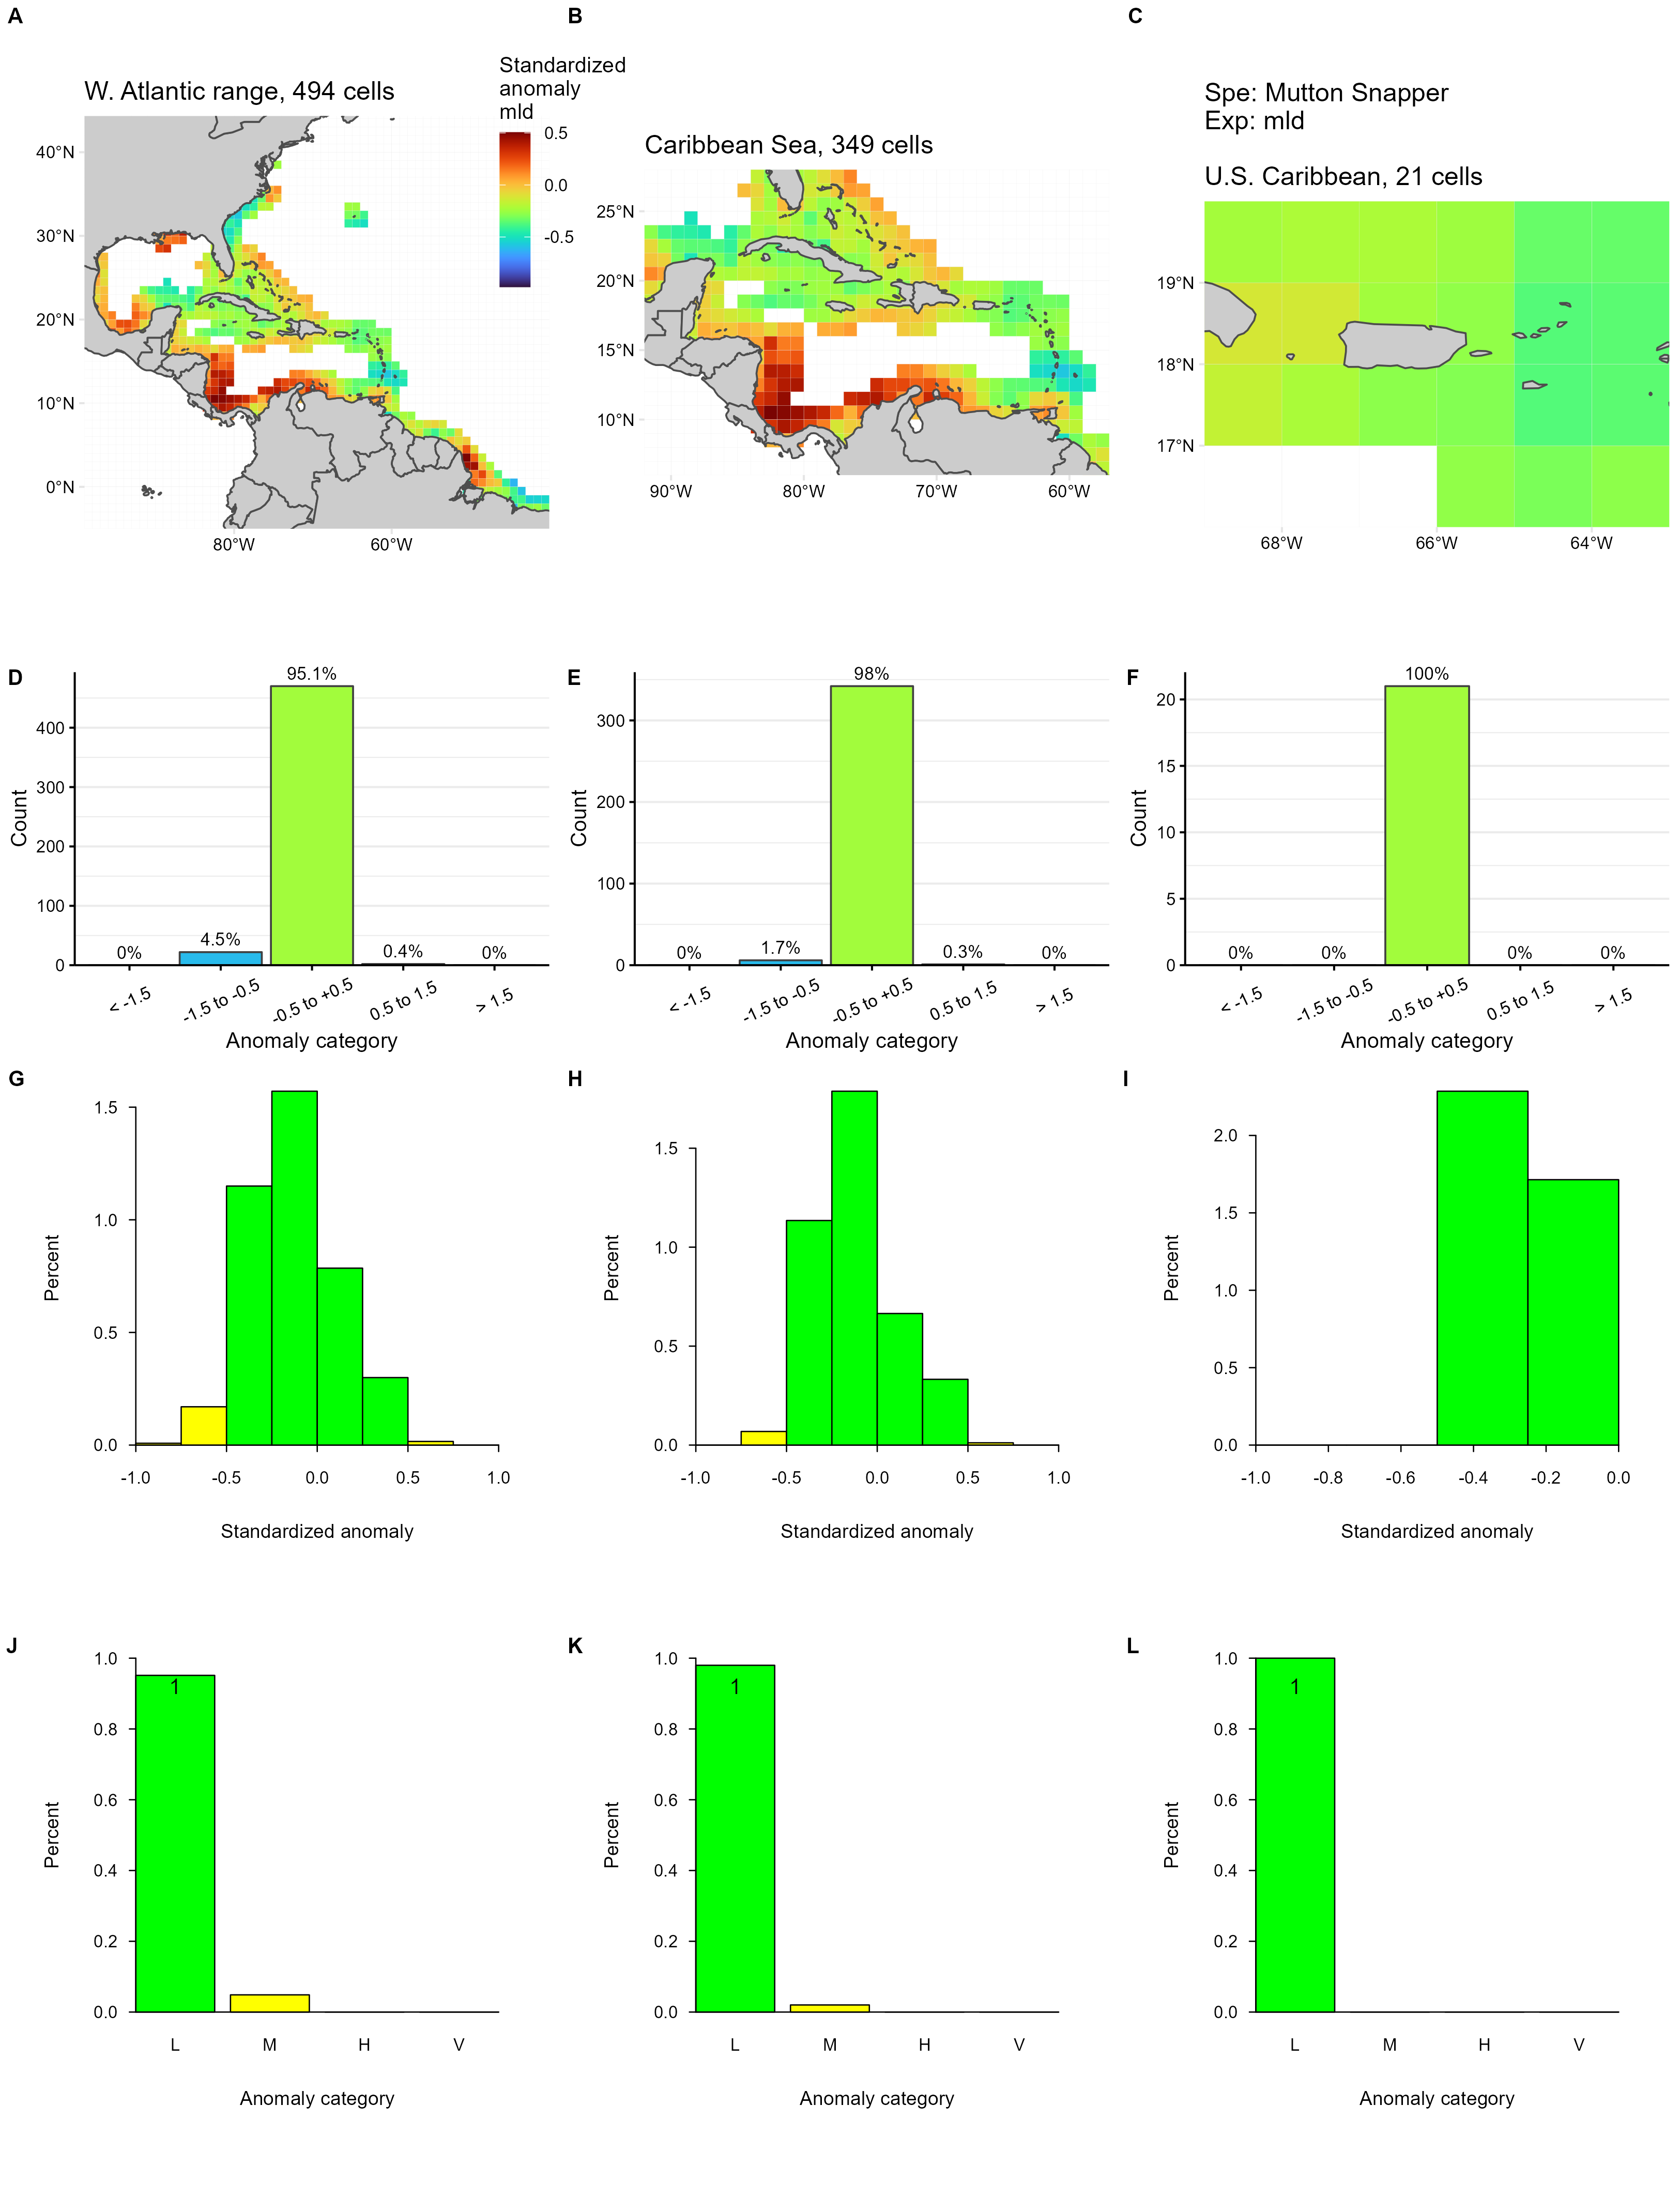 A
B
C
W. Atlantic range, 494 cells
Standardized
anomaly
mld
0.5
0.0
-0.5
40°N
30°N
20°N
10°N
0°N
80°W
60°W
Caribbean Sea, 349 cells
25°N
20°N
15°N
10°N
90°W
80°W
70°W
60°W
Spe: Mutton Snapper
Exp: mld
U.S. Caribbean, 21 cells
19°N
18°N
17°N
68°W
66°W
64°W
D
Count
400
300
200
100
0
0%
4.5%
95.1%
0.4%
0%
< -1.5
-1.5 to -0.5
-0.5 to +0.5
0.5 to 1.5
> 1.5
Anomaly category
E
Count
300
200
100
0
0%
1.7%
98%
0.3%
0%
< -1.5
-1.5 to -0.5
-0.5 to +0.5
0.5 to 1.5
> 1.5
Anomaly category
F
Count
20
15
10
5
0
0%
0%
100%
0%
0%
< -1.5
-1.5 to -0.5
-0.5 to +0.5
0.5 to 1.5
> 1.5
Anomaly category
G
Percent
1.5
1.0
0.5
0.0
-1.0
-0.5
0.0
0.5
1.0
Standardized anomaly
H
Percent
1.5
1.0
0.5
0.0
-1.0
-0.5
0.0
0.5
1.0
Standardized anomaly
I
Percent
2.0
1.5
1.0
0.5
0.0
-1.0
-0.8
-0.6
-0.4
-0.2
0.0
Standardized anomaly
J
Percent
1.0
0.8
0.6
0.4
0.2
0.0
1
L
M
H
V
Anomaly category
K
Percent
1.0
0.8
0.6
0.4
0.2
0.0
1
L
M
H
V
Anomaly category
L
Percent
1.0
0.8
0.6
0.4
0.2
0.0
1
L
M
H
V
Anomaly category